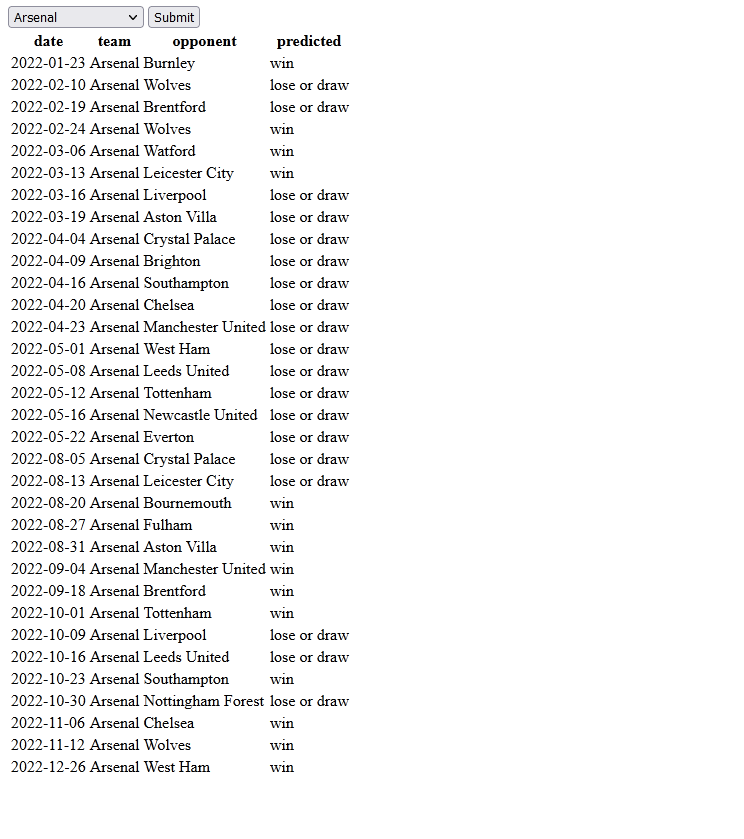 Arsenal Submit
date team opponent predicted
2022-01-23 Arsenal Burnley win
2022-02-10 Arsenal Wolves lose or draw
2022-02-19 Arsenal Brentford lose or draw
2022-02-24 Arsenal Wolves win
2022-03-06 Arsenal Watford win
2022-03-13 Arsenal Leicester City win
2022-03-16 Arsenal Liverpool lose or draw
2022-03-19 Arsenal Aston Villa lose or draw
2022-04-04 Arsenal Crystal Palace lose or draw
2022-04-09 Arsenal Brighton lose or draw
2022-04-16 Arsenal Southampton lose or draw
2022-04-20 Arsenal Chelsea lose or draw
2022-04-23 Arsenal Manchester United lose or draw
2022-05-01 Arsenal West Ham lose or draw
2022-05-08 Arsenal Leeds United lose or draw
2022-05-12 Arsenal Tottenham lose or draw
2022-05-16 Arsenal Newcastle United lose or draw
2022-05-22 Arsenal Everton lose or draw
2022-08-05 Arsenal Crystal Palace lose or draw
2022-08-13 Arsenal Leicester City lose or draw
2022-08-20 Arsenal Bournemouth win
2022-08-27 Arsenal Fulham win
2022-08-31 Arsenal Aston Villa win
2022-09-04 Arsenal Manchester United win
2022-09-18 Arsenal Brentford win
2022-10-01 Arsenal Tottenham win
2022-10-09 Arsenal Liverpool lose or draw
2022-10-16 Arsenal Leeds United lose or draw
2022-10-23 Arsenal Southampton win
2022-10-30 Arsenal Nottingham Forest lose or draw
2022-11-06 Arsenal Chelsea win
2022-11-12 Arsenal Wolves win
2022-12-26 Arsenal West Ham win